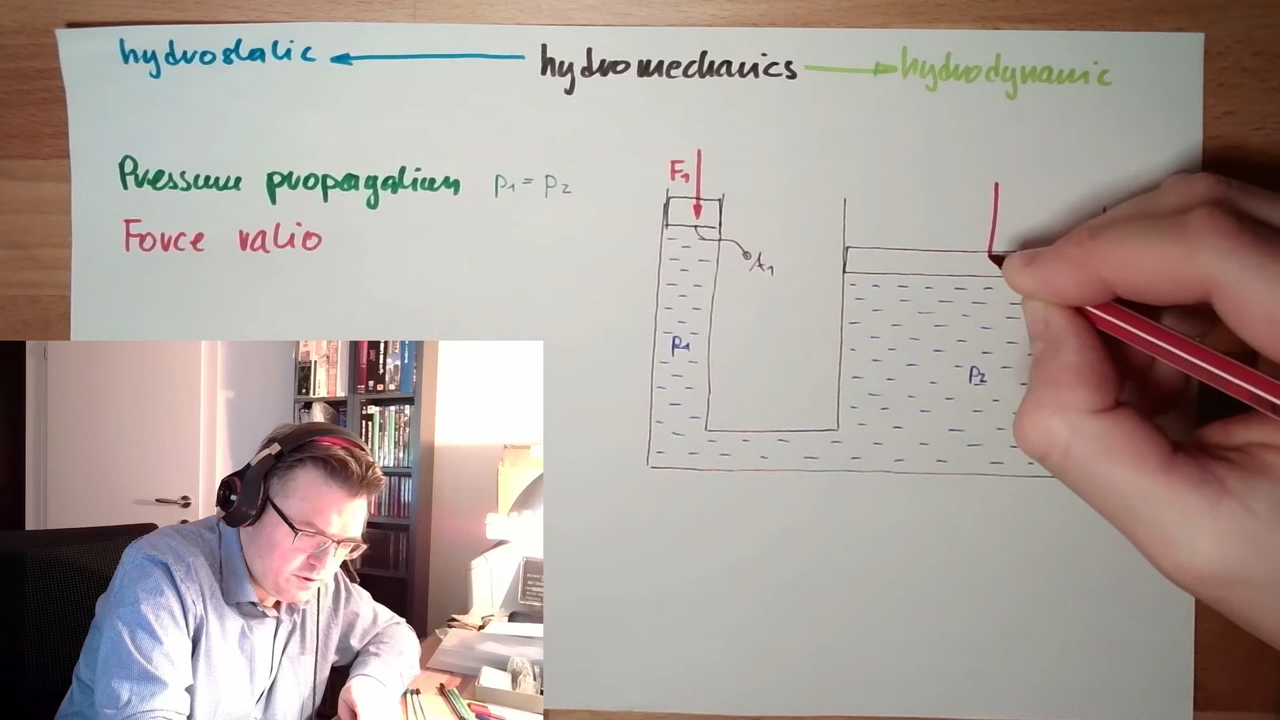 hydrostatic hydromechanics hydrodynamic
Pressure propagation p₁ = p₂
Force ratio
F₁
A₁
p₁
p₂